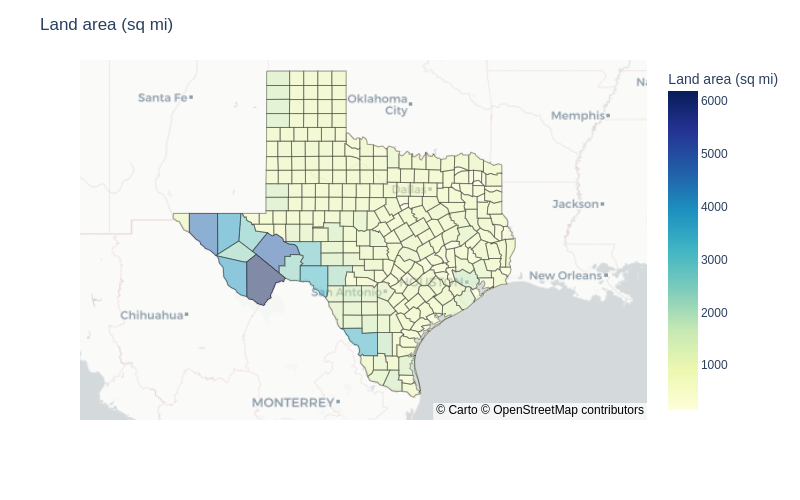 Land area (sq mi)
Land area (sq mi)
Santa Fe
Oklahoma
City
Memphis
Dallas
Jackson
New Orleans
HOUSTON
San Antonio
Chihuahua
MONTERREY
Na
6000
5000
4000
3000
2000
1000
© Carto © OpenStreetMap contributors